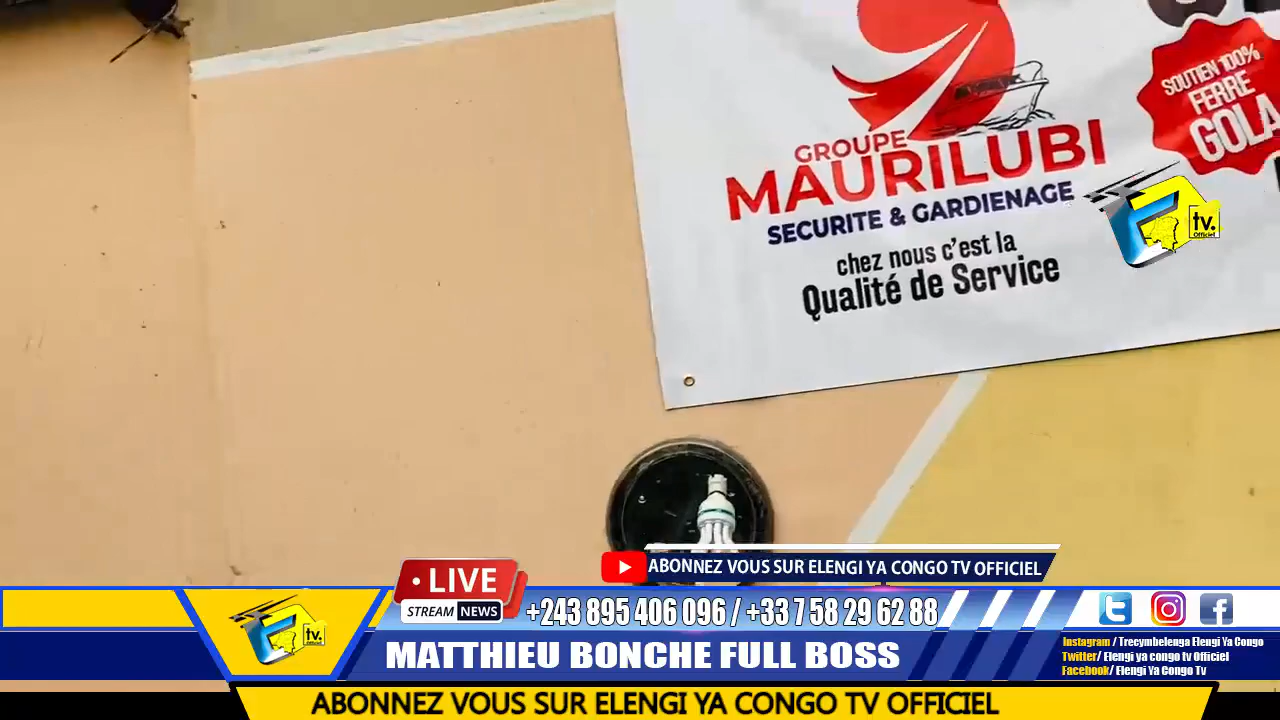 SOUTIEN 100%
FERRE
GOLA
GROUPE
MAURILUBI
SECURITE & GARDIENAGE
chez nous c'est la
Qualité de Service
tv.
Officiel
ABONNEZ VOUS SUR ELENGI YA CONGO TV OFFICIEL
LIVE
STREAM NEWS
+243 895 406 096 / +33 7 58 29 62 88
tv.
Officiel
MATTHIEU BONCHE FULL BOSS
Instagram / Trecymbelenga Elengi Ya Congo
Twitter/ Elengi ya congo tv Officiel
Facebook/ Elengi Ya Congo Tv
ABONNEZ VOUS SUR ELENGI YA CONGO TV OFFICIEL